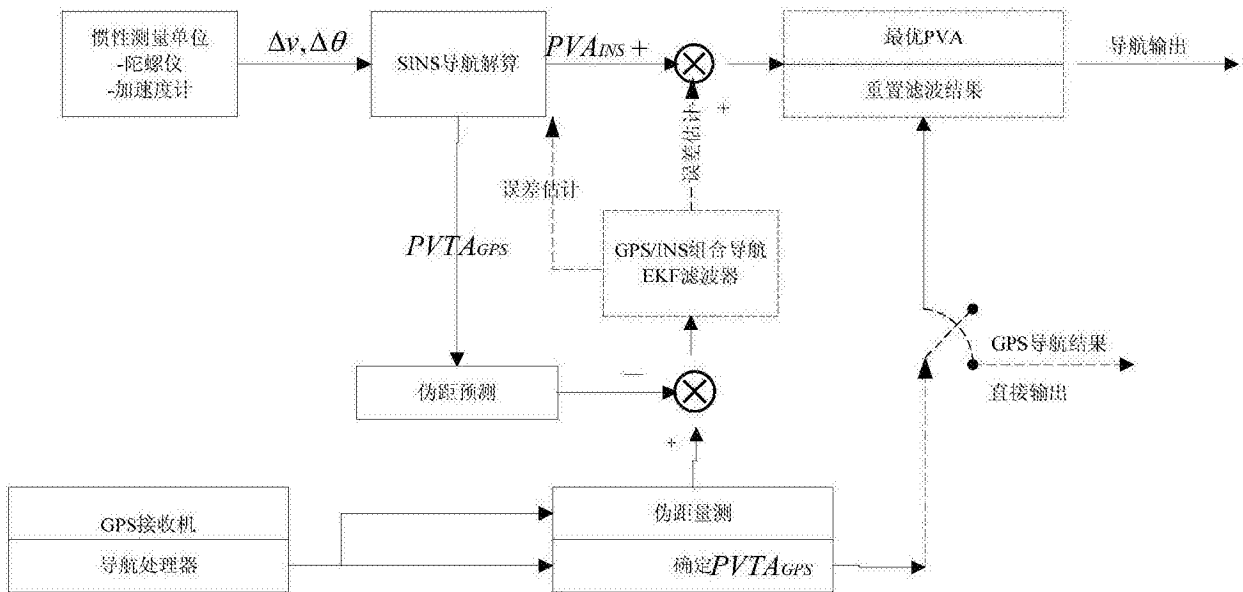 惯性测量单位
-陀螺仪
-加速度计
Δv,Δθ
SINS导航解算
PVA_INS +
最优PVA
重置滤波结果
导航输出
误差估计
误差估计
+
PVTA_GPS
GPS/INS组合导航
EKF滤波器
GPS导航结果
直接输出
伪距预测
—
+
GPS接收机
导航处理器
伪距量测
确定PVTA_GPS